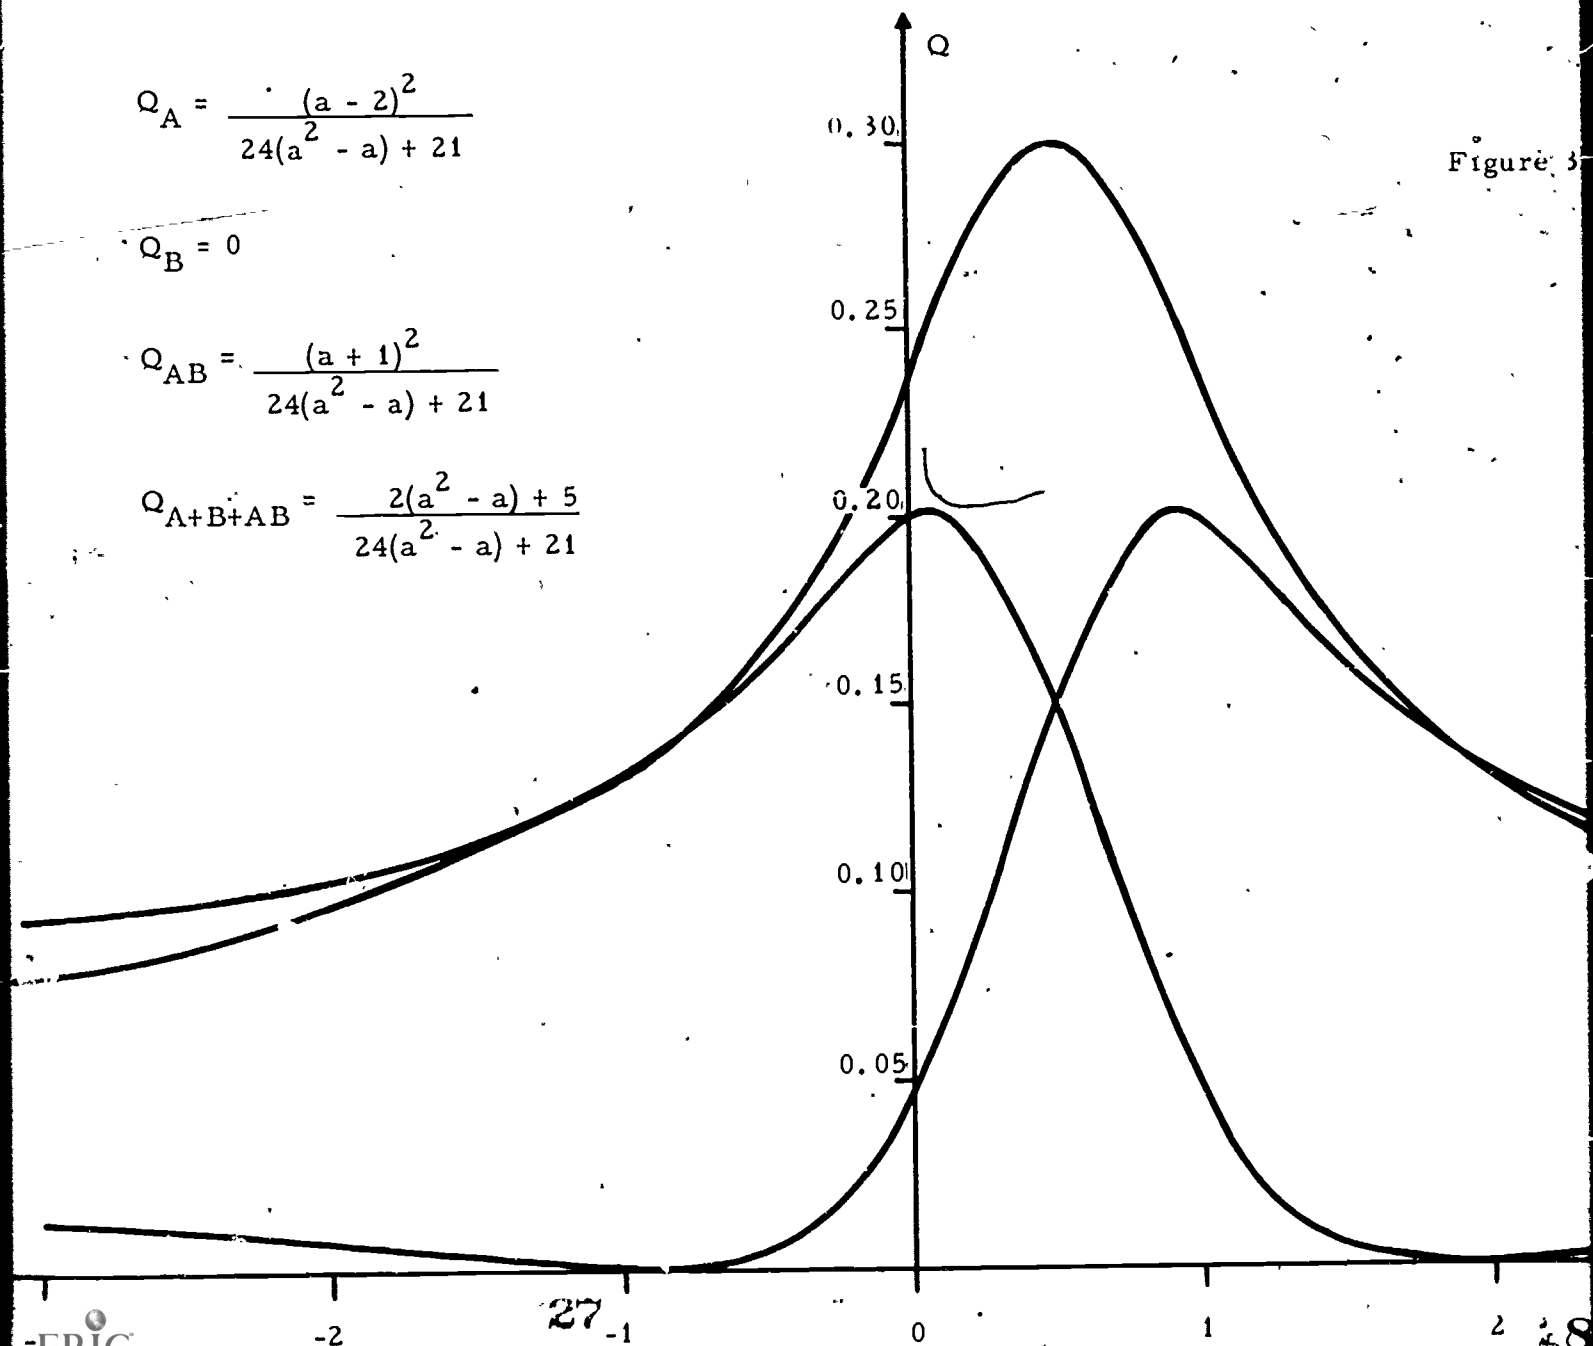 Q
Q_A = (a - 2)^2 / 24(a^2 - a) + 21
0.30
Figure 3
Q_B = 0
0.25
Q_AB = (a + 1)^2 / 24(a^2 - a) + 21
Q_A+B+AB = 2(a^2 - a) + 5 / 24(a^2 - a) + 21
0.20
0.15
0.10
0.05
-2 -1 0 1 2
27
ERIC